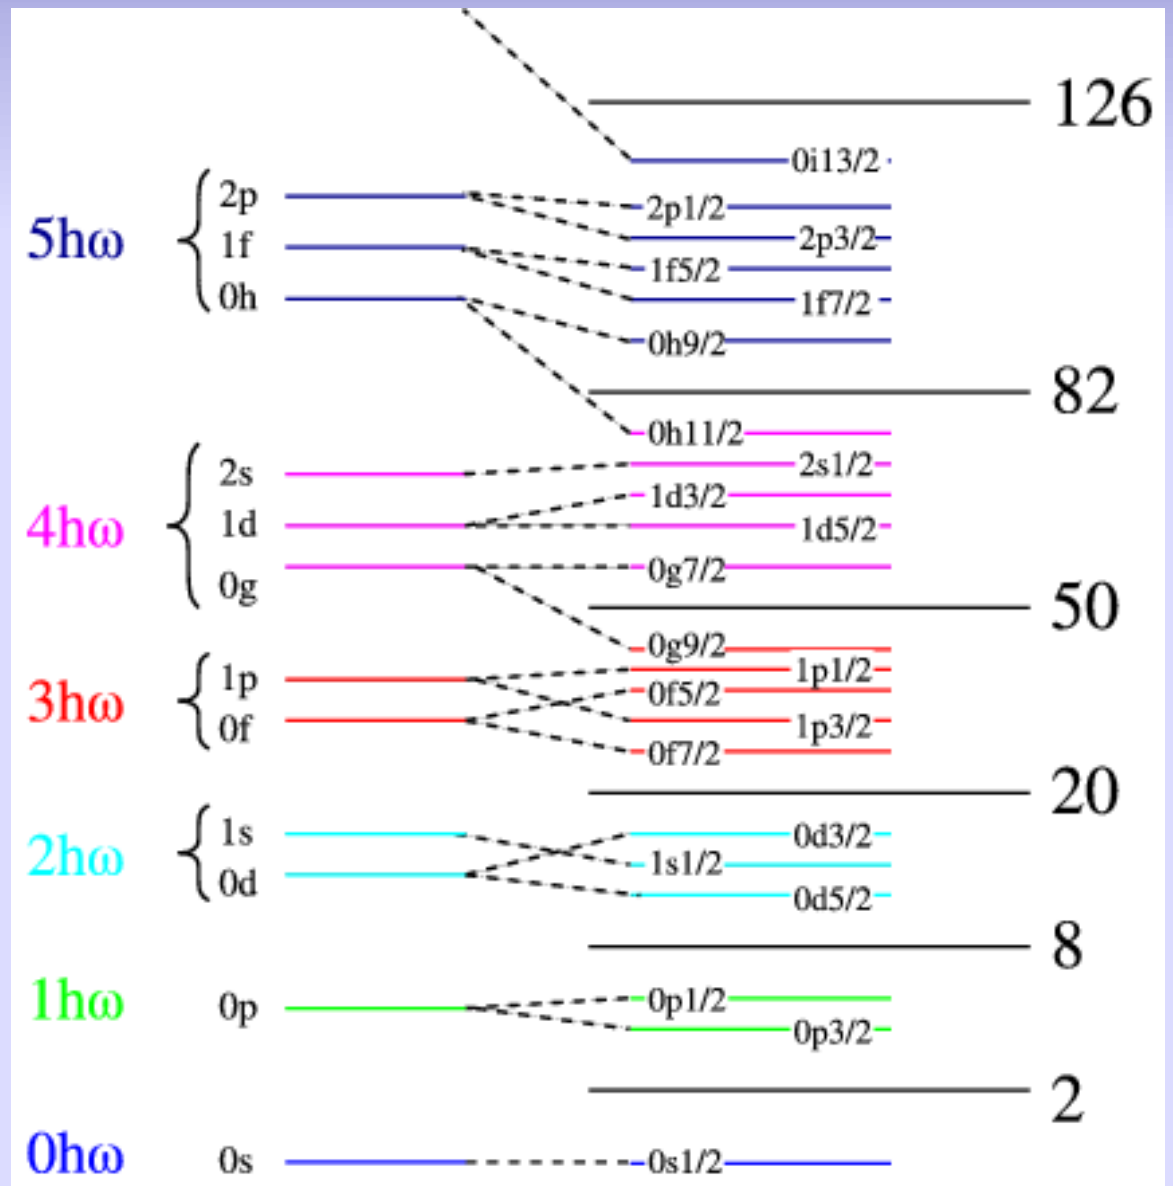 126
0i13/2
2p
2p1/2
5hω
1f
2p3/2
1f5/2
0h
1f7/2
0h9/2
82
0h11/2
2s
2s1/2
1d3/2
4hω
1d
1d5/2
0g
0g7/2
50
0g9/2
1p
1p1/2
3hω
0f5/2
0f
1p3/2
0f7/2
20
1s
0d3/2
2hω
1s1/2
0d
0d5/2
8
1hω
0p
0p1/2
0p3/2
2
0hω
0s
0s1/2